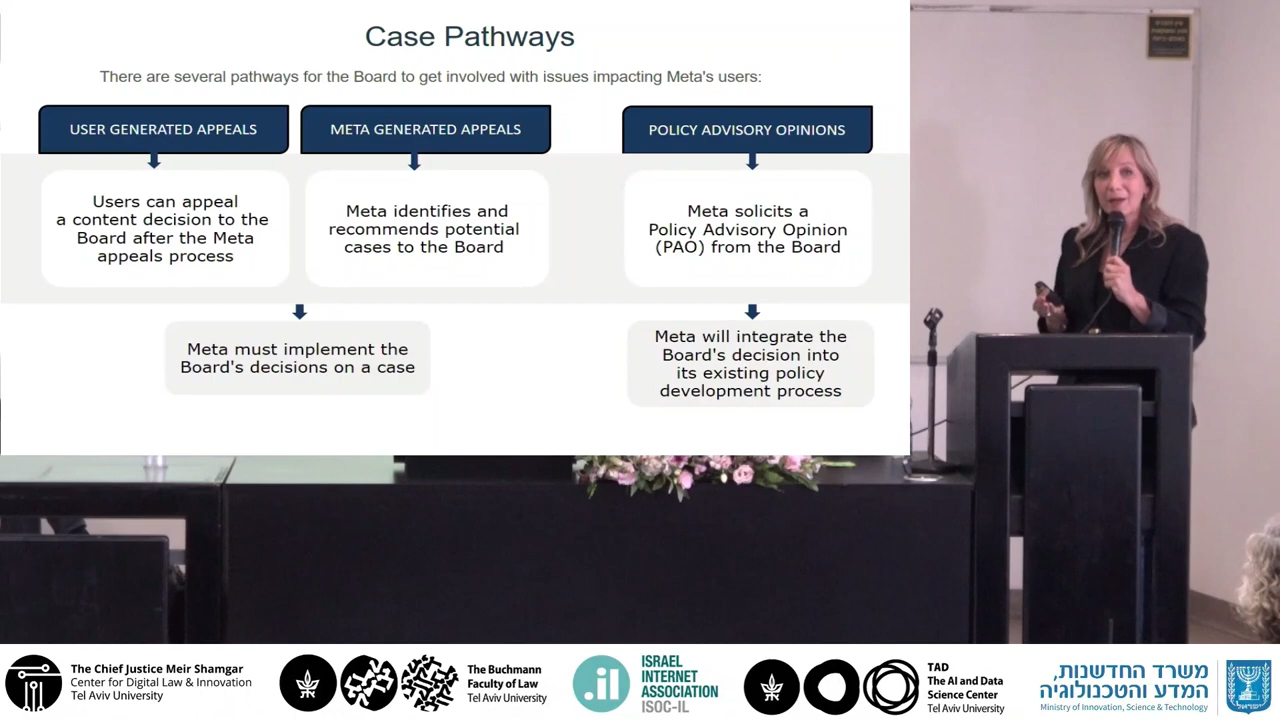 Case Pathways
There are several pathways for the Board to get involved with issues impacting Meta's users:
USER GENERATED APPEALS
Users can appeal
a content decision to the
Board after the Meta
appeals process
META GENERATED APPEALS
Meta identifies and
recommends potential
cases to the Board
Meta must implement the
Board's decisions on a case
POLICY ADVISORY OPINIONS
Meta solicits a
Policy Advisory Opinion
(PAO) from the Board
Meta will integrate the
Board's decision into
its existing policy
development process
The Chief Justice Meir Shamgar
Center for Digital Law & Innovation
Tel Aviv University
The Buchmann
Faculty of Law
Tel Aviv University
.il
ISRAEL
INTERNET
ASSOCIATION
ISOC-IL
TAD
The AI and Data
Science Center
Tel Aviv University
משרד החדשנות,
המדע והטכנולוגיה
Ministry of Innovation, Science & Technology